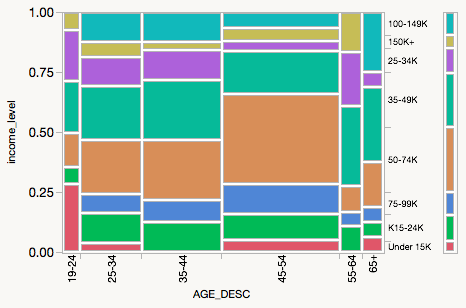 1.00
0.75
0.50
0.25
0.00
income_level
100-149K
150K+
25-34K
35-49K
50-74K
75-99K
K15-24K
Under 15K
19-24
25-34
35-44
45-54
55-64
65+
AGE_DESC